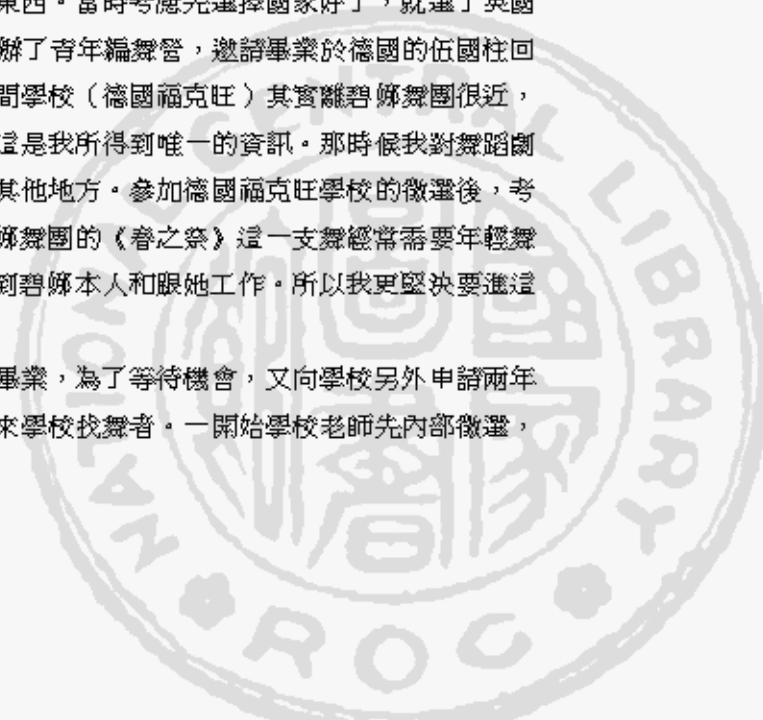 東西。當時考慮先選擇國家好了，就選了英國
辦了青年編舞營，邀請畢業於德國的伍國柱回
間學校（德國福克旺）其實離碧娜舞團很近，
這是我所得到唯一的資訊。那時候我對舞蹈劇
其他地方。參加德國福克旺學校的徵選後，考
娜舞團的《春之祭》這一支舞經常需要年輕舞
到碧娜本人和跟她工作。所以我更堅決要進這
畢業，為了等待機會，又向學校另外申請兩年
來學校找舞者。一開始學校老師先內部徵選，
NATIONAL CENTRAL LIBRARY
ROC
國家圖書